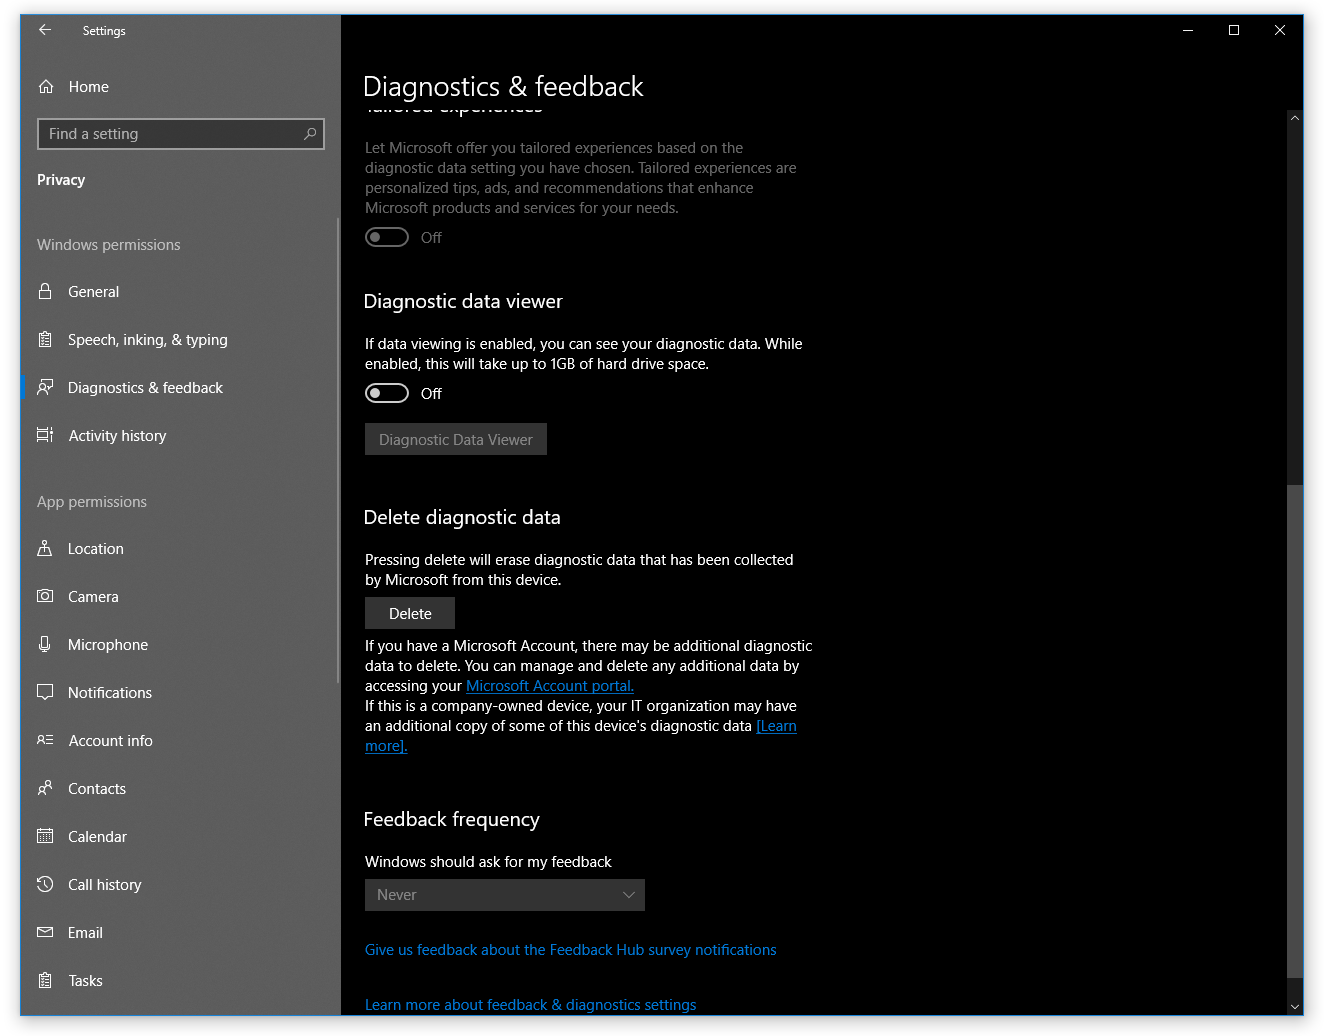 Settings
Home
Find a setting
Privacy
Windows permissions
General
Speech, inking, & typing
Diagnostics & feedback
Activity history
App permissions
Location
Camera
Microphone
Notifications
Account info
Contacts
Calendar
Call history
Email
Tasks
Diagnostics & feedback
Tailored experiences
Let Microsoft offer you tailored experiences based on the
diagnostic data setting you have chosen. Tailored experiences are
personalized tips, ads, and recommendations that enhance
Microsoft products and services for your needs.
Off
Diagnostic data viewer
If data viewing is enabled, you can see your diagnostic data. While
enabled, this will take up to 1GB of hard drive space.
Off
Diagnostic Data Viewer
Delete diagnostic data
Pressing delete will erase diagnostic data that has been collected
by Microsoft from this device.
Delete
If you have a Microsoft Account, there may be additional diagnostic
data to delete. You can manage and delete any additional data by
accessing your Microsoft Account portal.
If this is a company-owned device, your IT organization may have
an additional copy of some of this device's diagnostic data [Learn
more].
Feedback frequency
Windows should ask for my feedback
Never
Give us feedback about the Feedback Hub survey notifications
Learn more about feedback & diagnostics settings